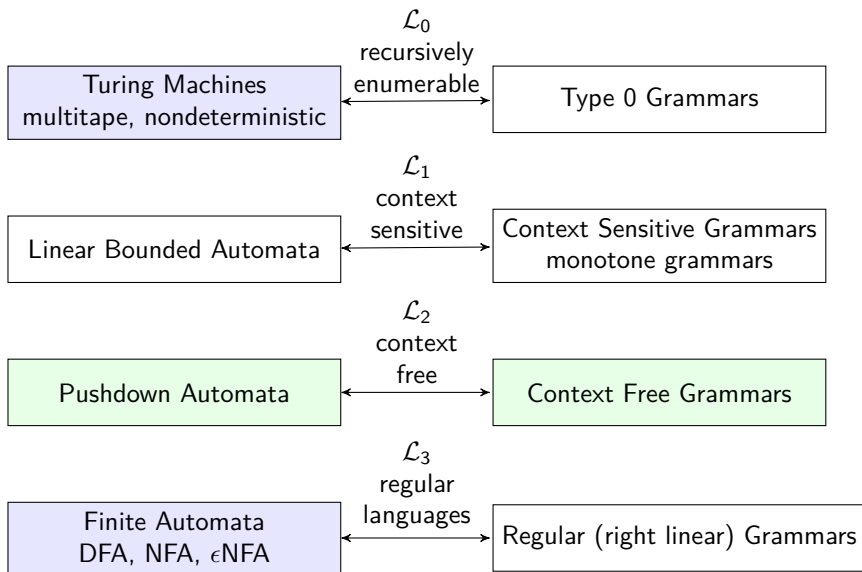 ℒ₀
recursively
enumerable
Turing Machines
multitape, nondeterministic
Type 0 Grammars
ℒ₁
context
sensitive
Linear Bounded Automata
Context Sensitive Grammars
monotone grammars
ℒ₂
context
free
Pushdown Automata
Context Free Grammars
ℒ₃
regular
languages
Finite Automata
DFA, NFA, ϵNFA
Regular (right linear) Grammars